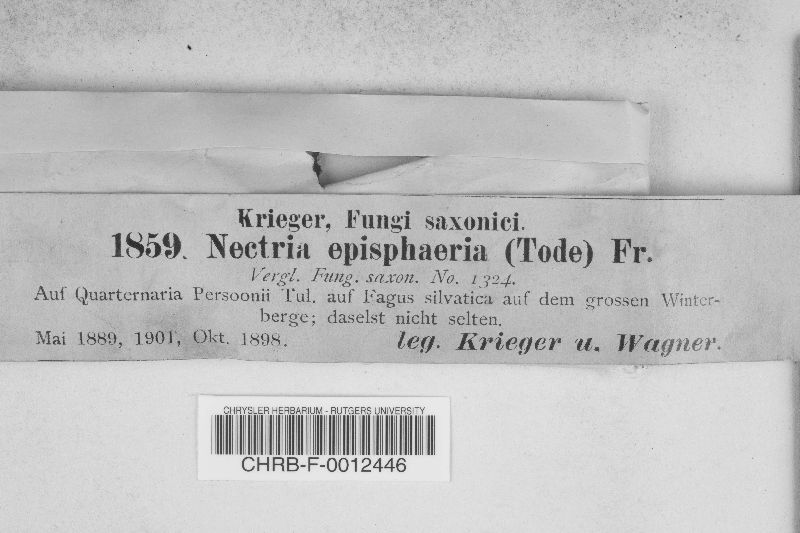 Krieger, Fungi saxonici.
1859. Nectria episphaeria (Tode) Fr.
Vergl. Fung. saxon. No. 1324.
Auf Quarternaria Persoonii Tul. auf Fagus silvatica auf dem grossen Winter-
berge; daselst nicht selten.
Mai 1889, 1901, Okt. 1898. leg. Krieger u. Wagner.
CHRYSLER HERBARIUM - RUTGERS UNIVERSITY
CHRB-F-0012446